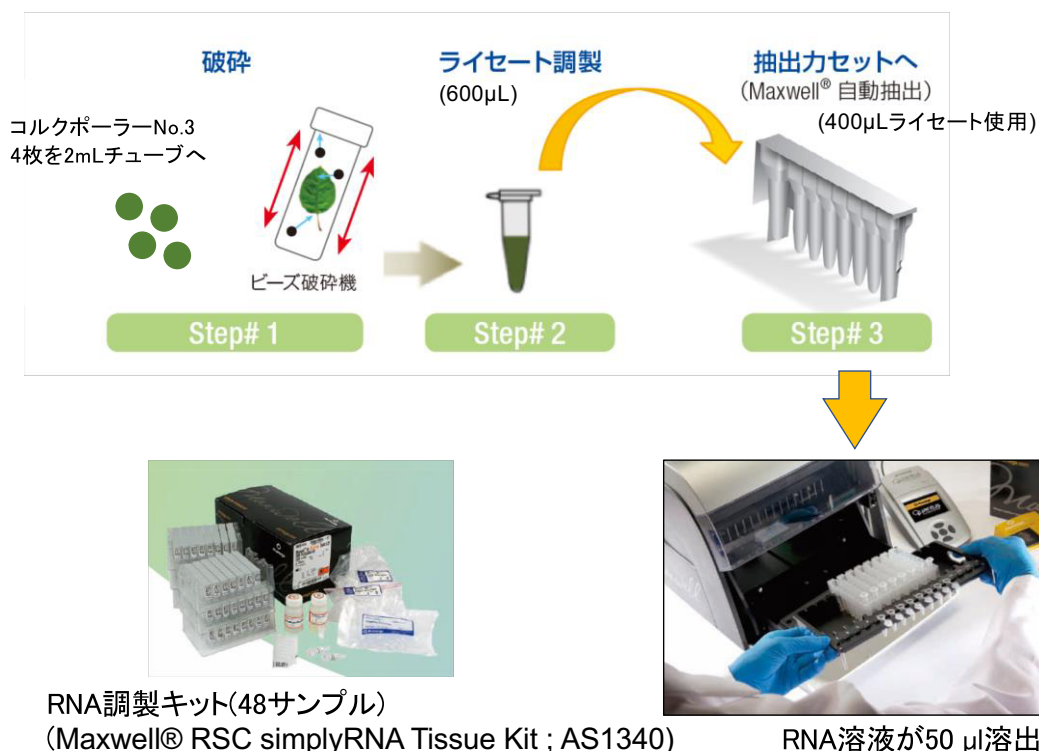 破砕
ライセート調製
(600µL)
抽出カセットへ
(Maxwell® 自動抽出)
(400µLライセート使用)
コルクポーラーNo.3
4枚を2mLチューブへ
ビーズ破砕機
Step# 1
Step# 2
Step# 3
RNA調製キット(48サンプル)
(Maxwell® RSC simplyRNA Tissue Kit ; AS1340)
RNA溶液が50 µl溶出